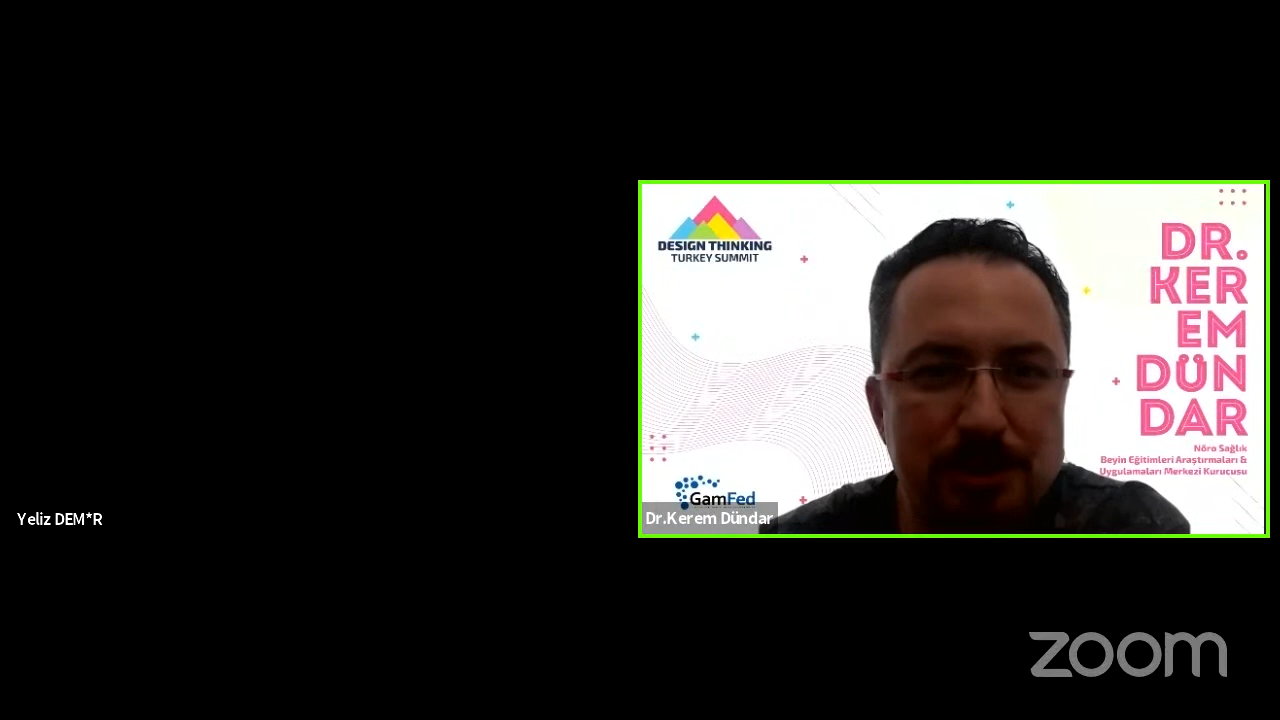 DESIGN THINKING
TURKEY SUMMIT
DR.
KER
EM
DÜN
DAR
Nöro Sağlık
Beyin Eğitimleri Araştırmaları &
Uygulamaları Merkezi Kurucusu
GamFed
Dr.Kerem Dündar
Yeliz DEM*R
zoom